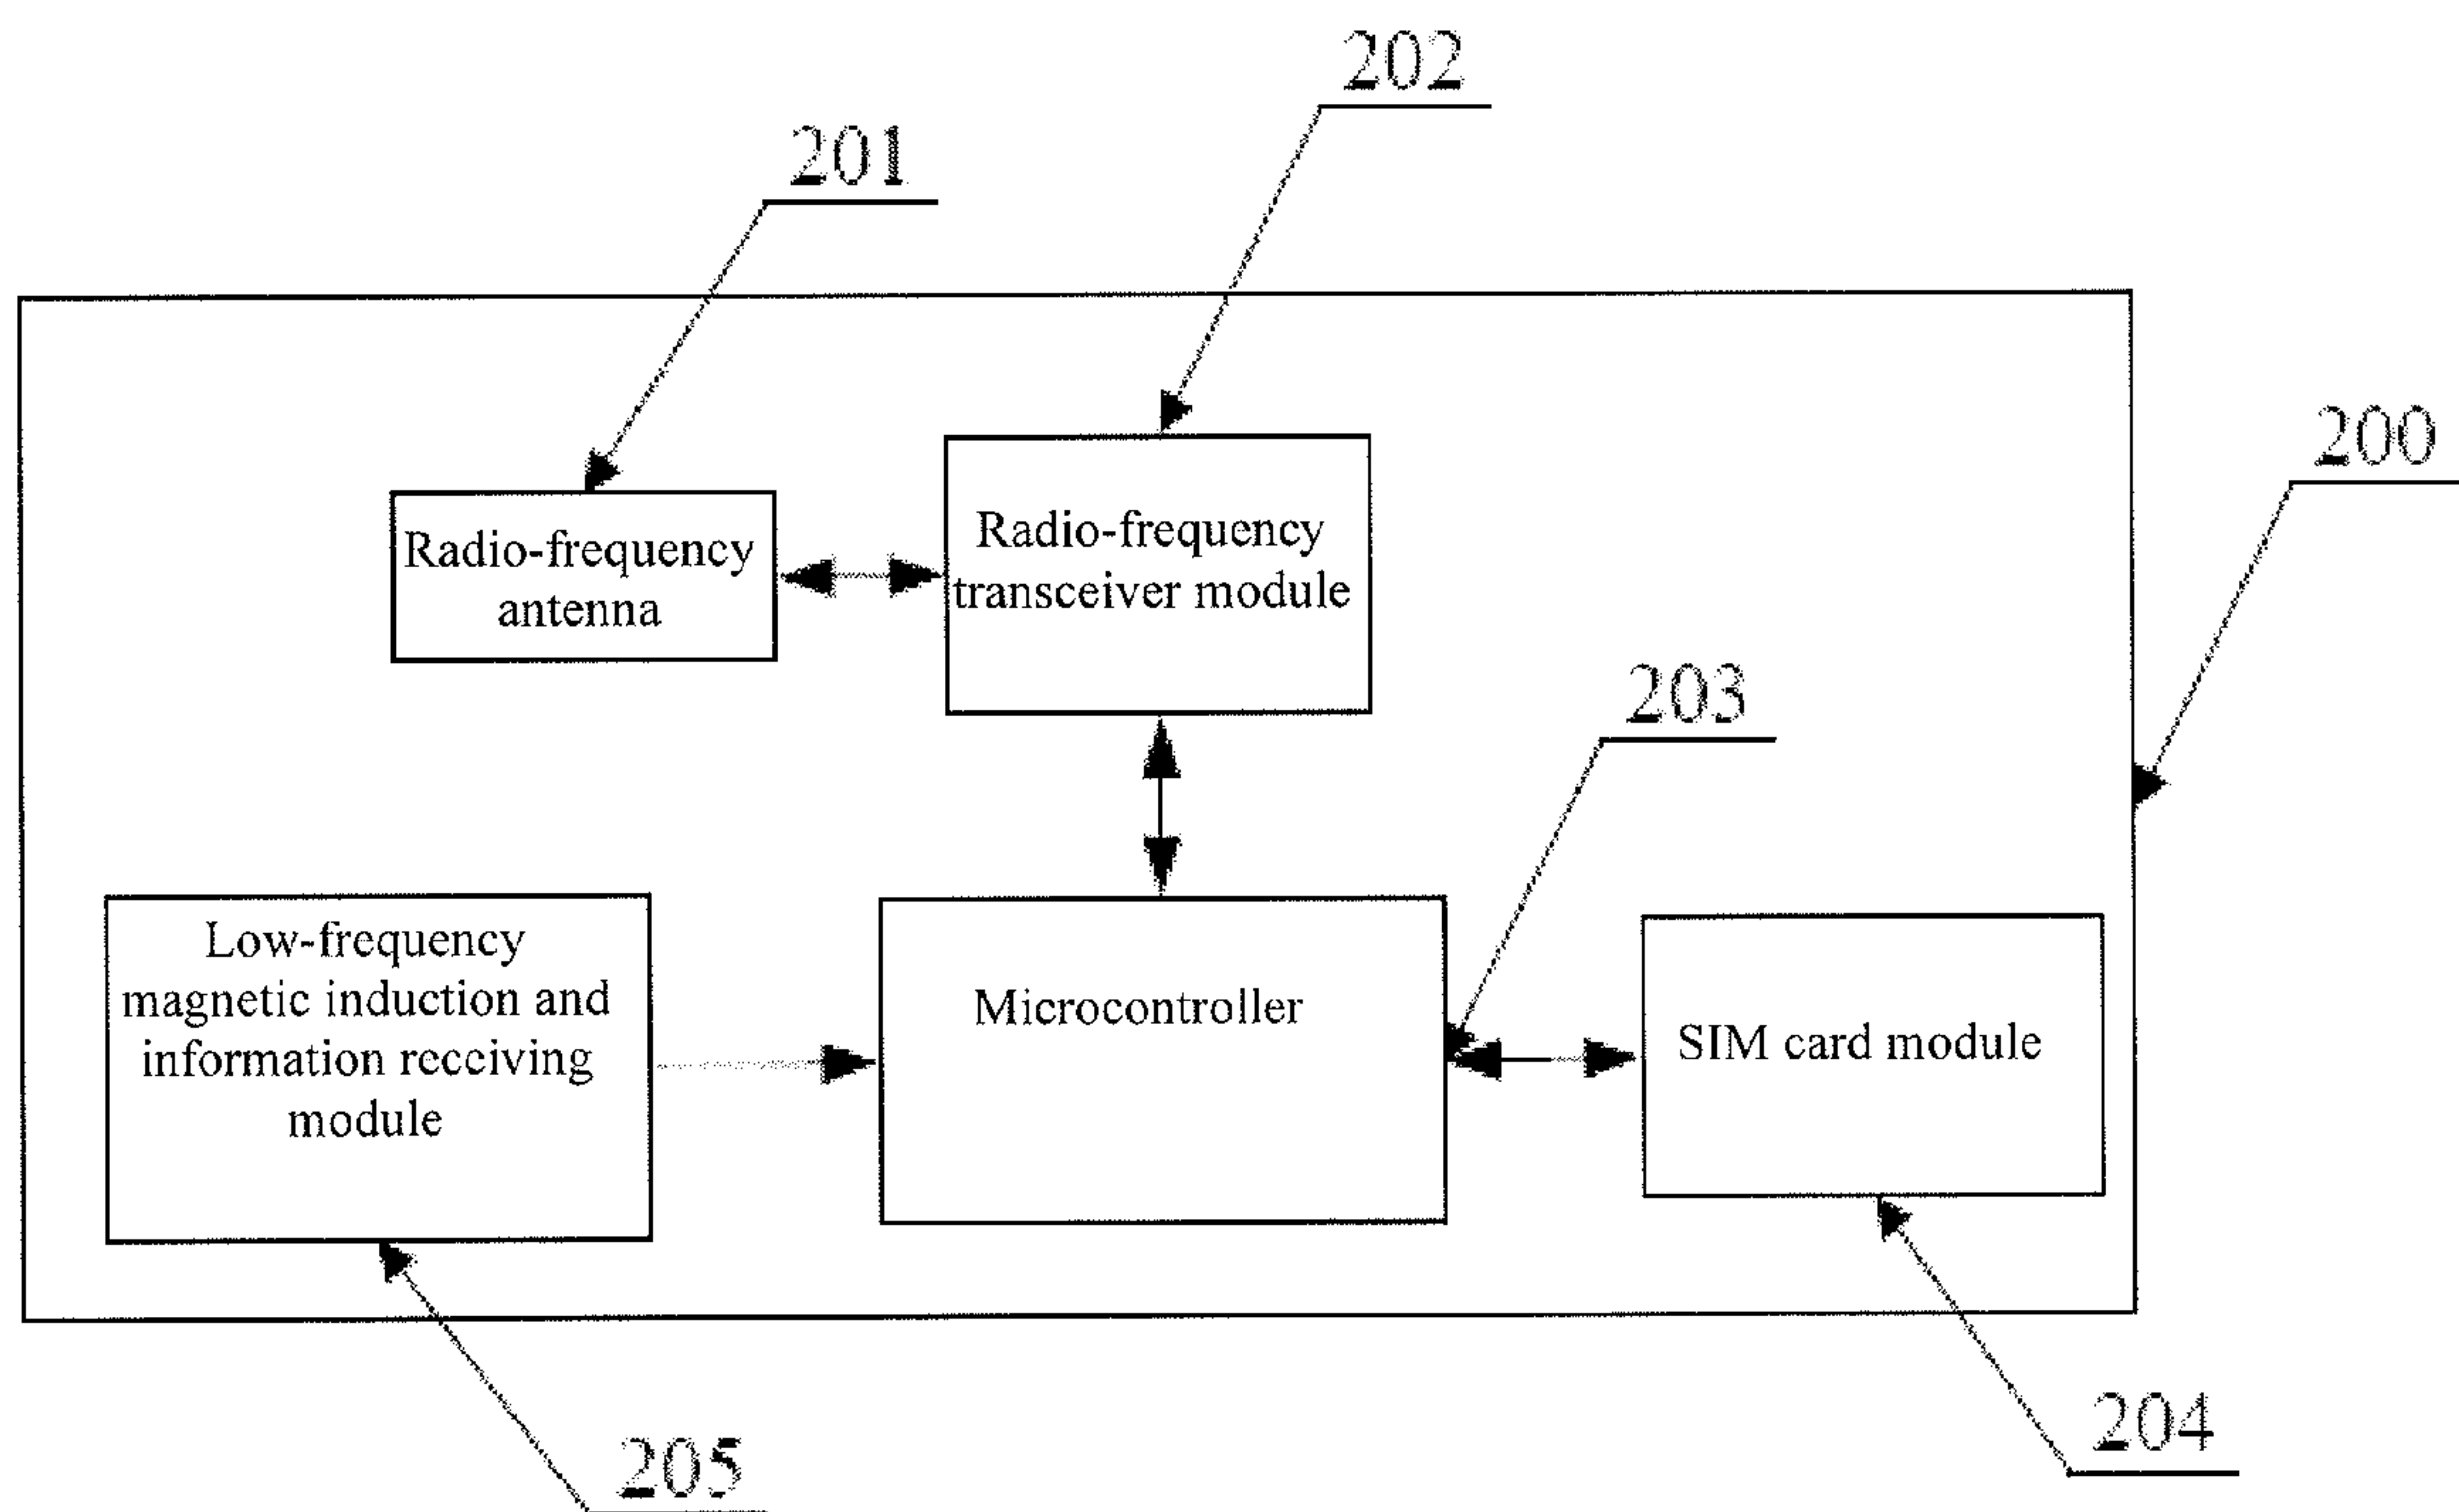 202
201
200
Radio-frequency
antenna
Radio-frequency
transceiver module
203
Low-frequency
magnetic induction and
information receiving
module
Microcontroller
SIM card module
204
205